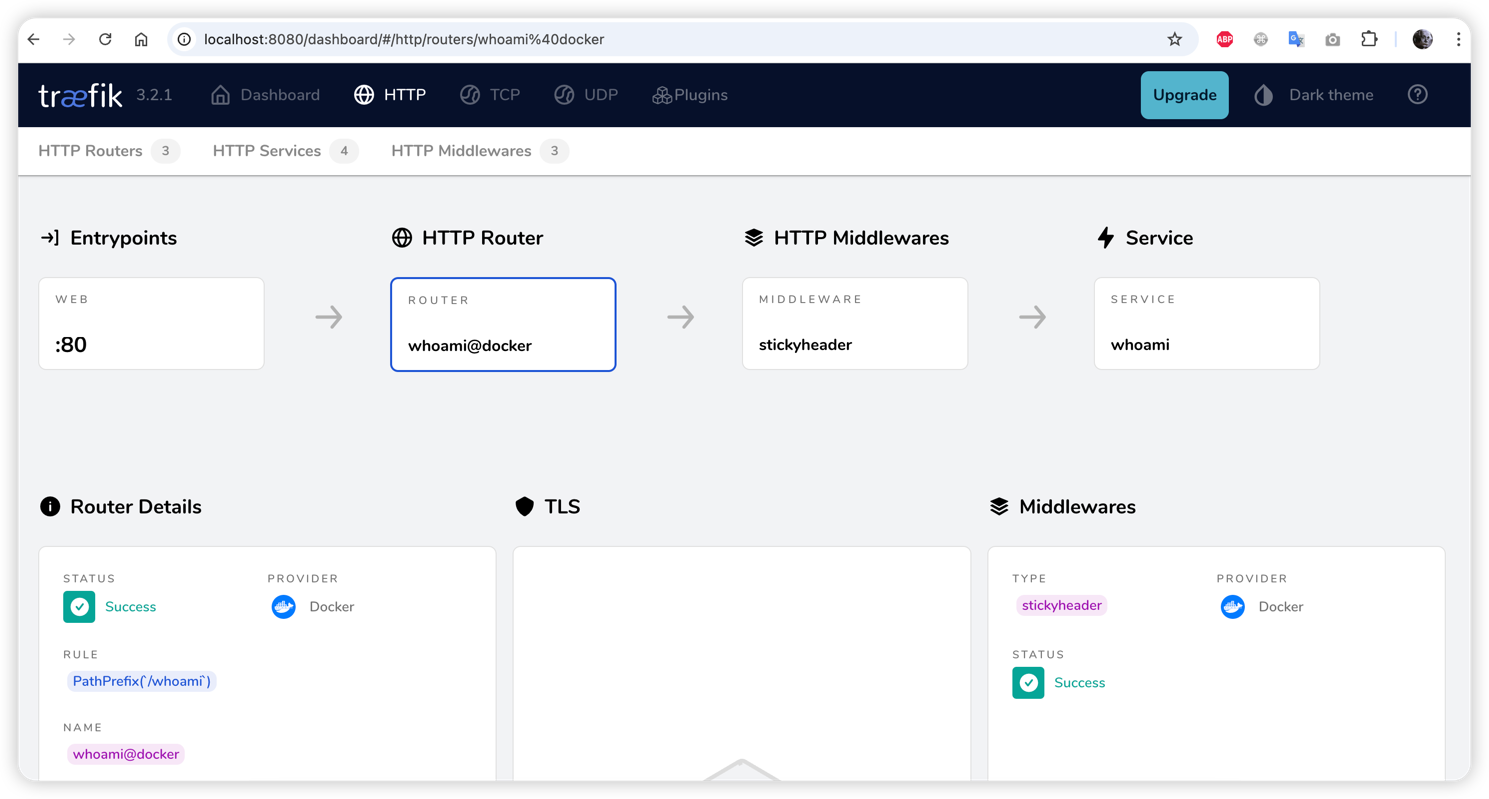 localhost:8080/dashboard/#/http/routers/whoami%40docker
ABP
træfik 3.2.1 Dashboard HTTP TCP UDP Plugins Upgrade Dark theme
HTTP Routers 3 HTTP Services 4 HTTP Middlewares 3
Entrypoints HTTP Router HTTP Middlewares Service
WEB ROUTER MIDDLEWARE SERVICE
:80 whoami@docker stickyheader whoami
Router Details TLS Middlewares
STATUS PROVIDER TYPE PROVIDER
Success Docker stickyheader Docker
RULE STATUS
PathPrefix(`/whoami`) Success
NAME
whoami@docker